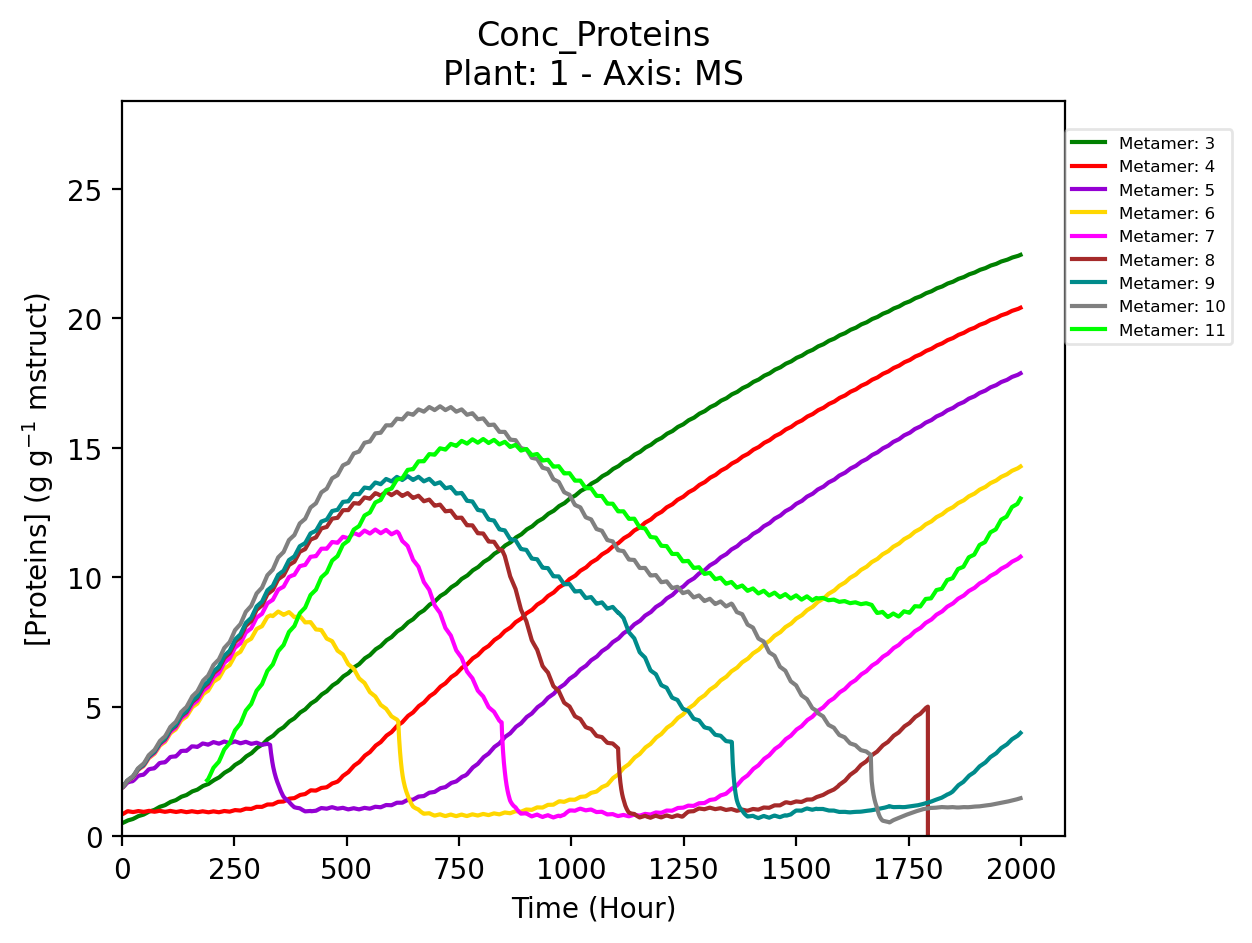 Conc_Proteins
Plant: 1 - Axis: MS
[Proteins] (g g⁻¹ mstruct)
25
20
15
10
5
0
0 250 500 750 1000 1250 1500 1750 2000
Time (Hour)
Metamer: 3
Metamer: 4
Metamer: 5
Metamer: 6
Metamer: 7
Metamer: 8
Metamer: 9
Metamer: 10
Metamer: 11